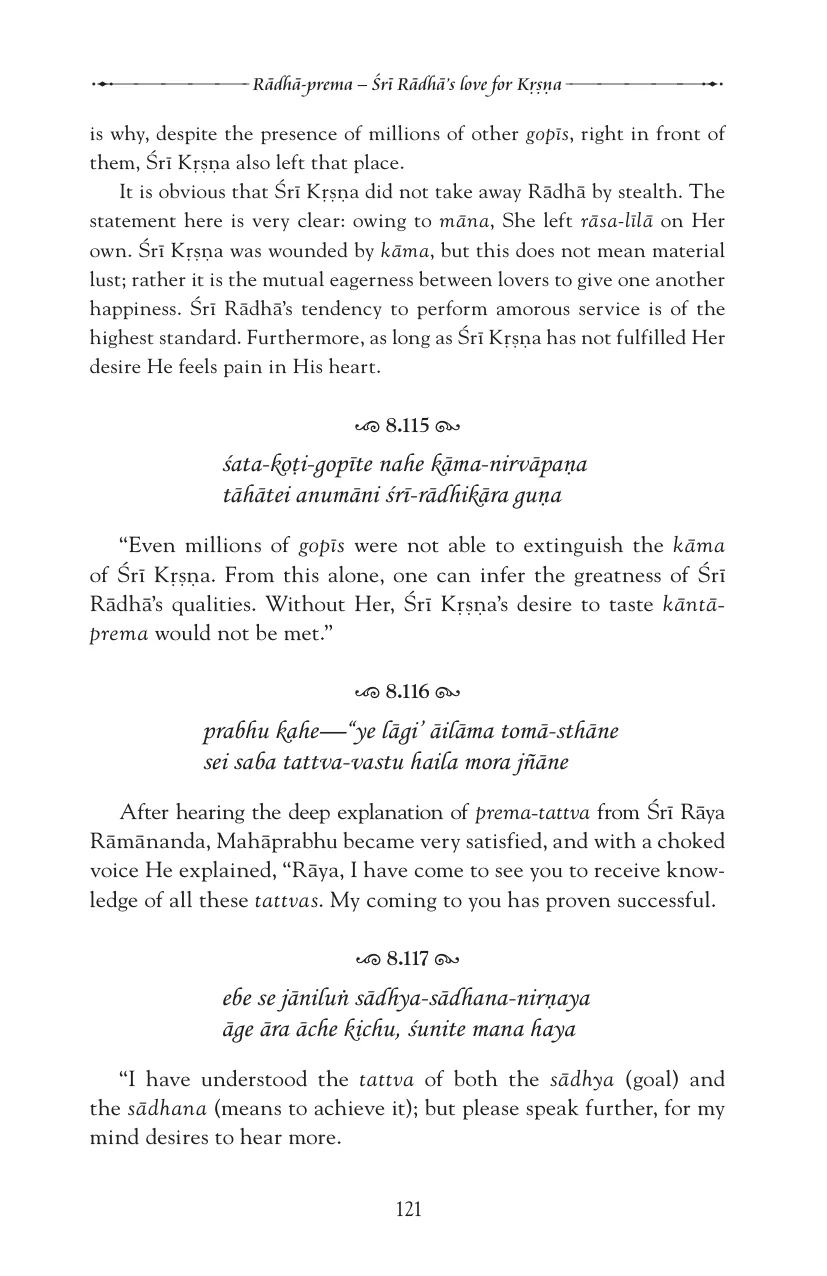 Rādhā-prema – Śrī Rādhā's love for Kṛṣṇa
is why, despite the presence of millions of other gopīs, right in front of
them, Śrī Kṛṣṇa also left that place.
It is obvious that Śrī Kṛṣṇa did not take away Rādhā by stealth. The
statement here is very clear: owing to māna, She left rāsa-līlā on Her
own. Śrī Kṛṣṇa was wounded by kāma, but this does not mean material
lust; rather it is the mutual eagerness between lovers to give one another
happiness. Śrī Rādhā's tendency to perform amorous service is of the
highest standard. Furthermore, as long as Śrī Kṛṣṇa has not fulfilled Her
desire He feels pain in His heart.
8.115
śata-koṭi-gopīte nahe kāma-nirvāpaṇa
tāhātei anumāni śrī-rādhikāra guṇa
“Even millions of gopīs were not able to extinguish the kāma
of Śrī Kṛṣṇa. From this alone, one can infer the greatness of Śrī
Rādhā's qualities. Without Her, Śrī Kṛṣṇa's desire to taste kāntā-
prema would not be met.”
8.116
prabhu kahe—“ye lāgi’ āilāma tomā-sthāne
sei saba tattva-vastu haila mora jñāne
After hearing the deep explanation of prema-tattva from Śrī Rāya
Rāmānanda, Mahāprabhu became very satisfied, and with a choked
voice He explained, “Rāya, I have come to see you to receive know-
ledge of all these tattvas. My coming to you has proven successful.
8.117
ebe se jāniluṅ sādhya-sādhana-nirṇaya
āge āra āche kichu, śunite mana haya
“I have understood the tattva of both the sādhya (goal) and
the sādhana (means to achieve it); but please speak further, for my
mind desires to hear more.
121